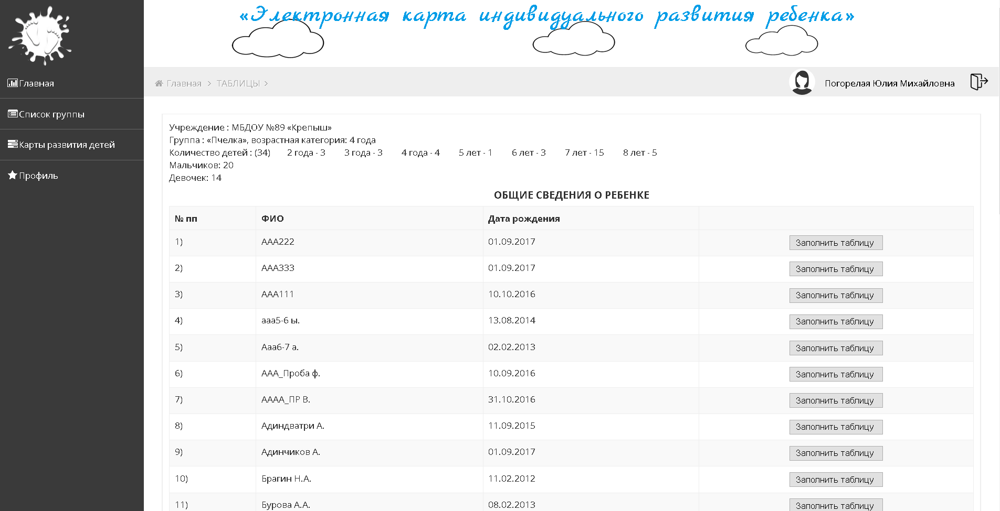 «Электронная карта индивидуального развития ребенка»
Главная
Список группы
Карты развития детей
Профиль
Главная > ТАБЛИЦЫ >
Погорелая Юлия Михайловна
Учреждение : МБДОУ №89 «Крепыш»
Группа : «Пчелка», возрастная категория: 4 года
Количество детей : (34) 2 года - 3 3 года - 3 4 года - 4 5 лет - 1 6 лет - 3 7 лет - 15 8 лет - 5
Мальчиков: 20
Девочек: 14
ОБЩИЕ СВЕДЕНИЯ О РЕБЕНКЕ
№ пп ФИО Дата рождения
1) ААА222 01.09.2017 Заполнить таблицу
2) ААА333 01.09.2017 Заполнить таблицу
3) ААА111 10.10.2016 Заполнить таблицу
4) ааа5-6 ы. 13.08.2014 Заполнить таблицу
5) Ааа6-7 а. 02.02.2013 Заполнить таблицу
6) ААА_Проба ф. 10.09.2016 Заполнить таблицу
7) АААА_ПР В. 31.10.2016 Заполнить таблицу
8) Адиндватри А. 11.09.2015 Заполнить таблицу
9) Адинчиков А. 01.09.2017 Заполнить таблицу
10) Брагин Н.А. 11.02.2012 Заполнить таблицу
11) Бурова А.А. 08.02.2013 Заполнить таблицу